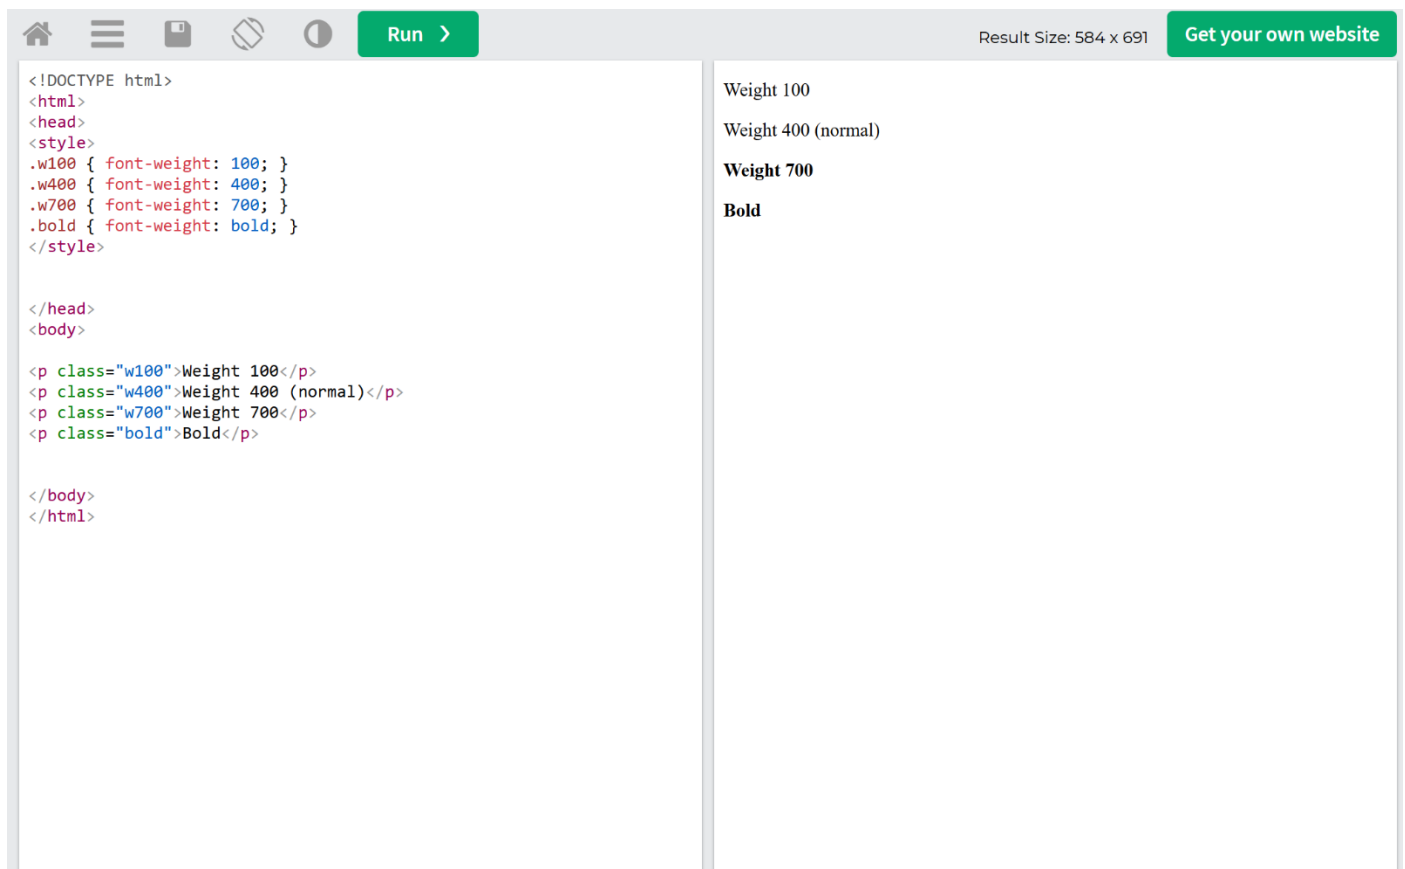 Run ❯
Result Size: 584 x 691
Get your own website
<!DOCTYPE html>
<html>
<head>
<style>
.w100 { font-weight: 100; }
.w400 { font-weight: 400; }
.w700 { font-weight: 700; }
.bold { font-weight: bold; }
</style>
</head>
<body>
<p class="w100">Weight 100</p>
<p class="w400">Weight 400 (normal)</p>
<p class="w700">Weight 700</p>
<p class="bold">Bold</p>
</body>
</html>
Weight 100
Weight 400 (normal)
Weight 700
Bold